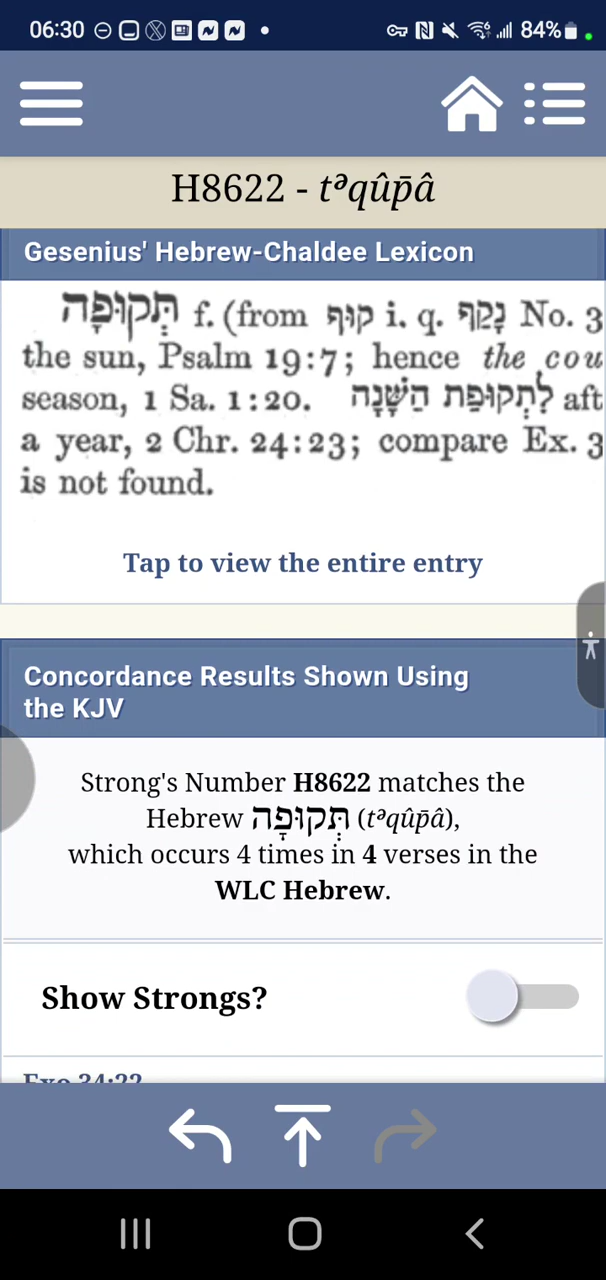 06:30 84%
H8622 - tᵊqûp̄â
Gesenius' Hebrew-Chaldee Lexicon
תְּקוּפָה f. (from קוּף i. q. נָקַף No. 3
the sun, Psalm 19:7; hence the cou
season, 1 Sa. 1:20. לִתְקוּפַת הַשָּׁנָה aft
a year, 2 Chr. 24:23; compare Ex. 3
is not found.
Tap to view the entire entry
Concordance Results Shown Using
the KJV
Strong's Number H8622 matches the
Hebrew תְּקוּפָה (tᵊqûp̄â),
which occurs 4 times in 4 verses in the
WLC Hebrew.
Show Strongs?
Exo 34:22